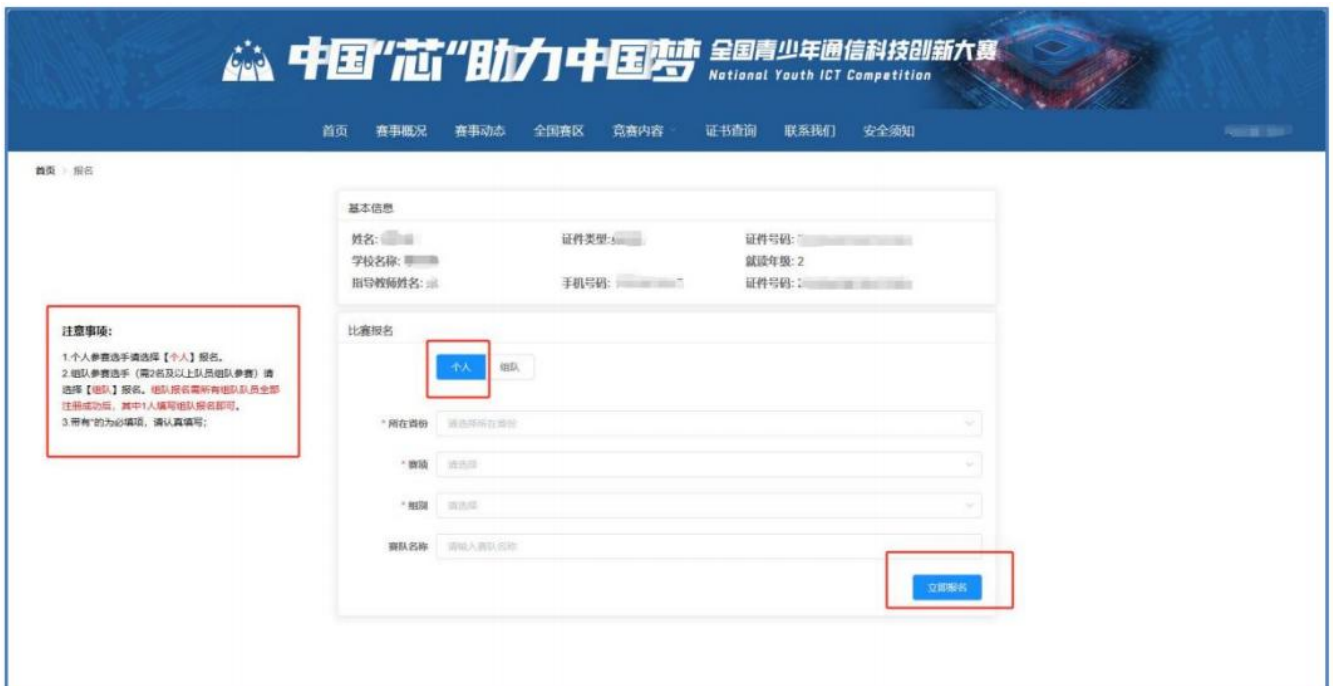 中国"芯"助力中国梦 全国青少年通信科技创新大赛
National Youth ICT Competition
首页 赛事概况 赛事动态 全国赛区 竞赛内容 证书查询 联系我们 安全须知
首页 > 报名
基本信息
姓名: 证件类型: 证件号码:
学校名称: 就读年级: 2
指导教师姓名: 手机号码: 证件号码:
注意事项:
1.个人参赛选手请选择【个人】报名。
2.组队参赛选手（需2名及以上队员组队参赛）请
选择【组队】报名。组队报名需所有组队队员全部
注册成功后，其中1人填写组队报名即可。
3.带有*的为必填项，请认真填写;
比赛报名
个人 组队
* 所在省份 请选择所在省份
* 赛项 请选择
* 组别 请选择
赛队名称 请输入赛队名称
立即报名